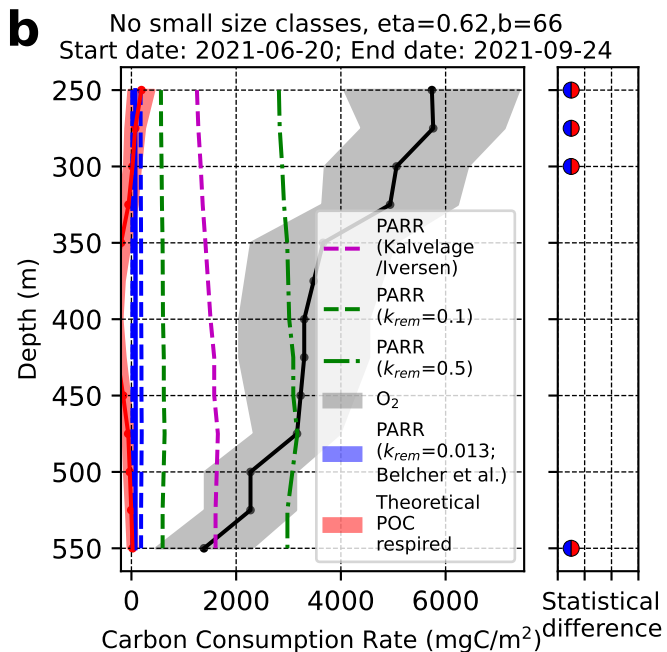 b
No small size classes, eta=0.62,b=66
Start date: 2021-06-20; End date: 2021-09-24
250
300
350
400
450
500
550
Depth (m)
PARR
(Kalvelage
/Iversen)
PARR
(k_rem=0.1)
PARR
(k_rem=0.5)
O₂
PARR
(k_rem=0.013;
Belcher et al.)
Theoretical
POC
respired
0 2000 4000 6000
Carbon Consumption Rate (mgC/m²)
Statistical
difference